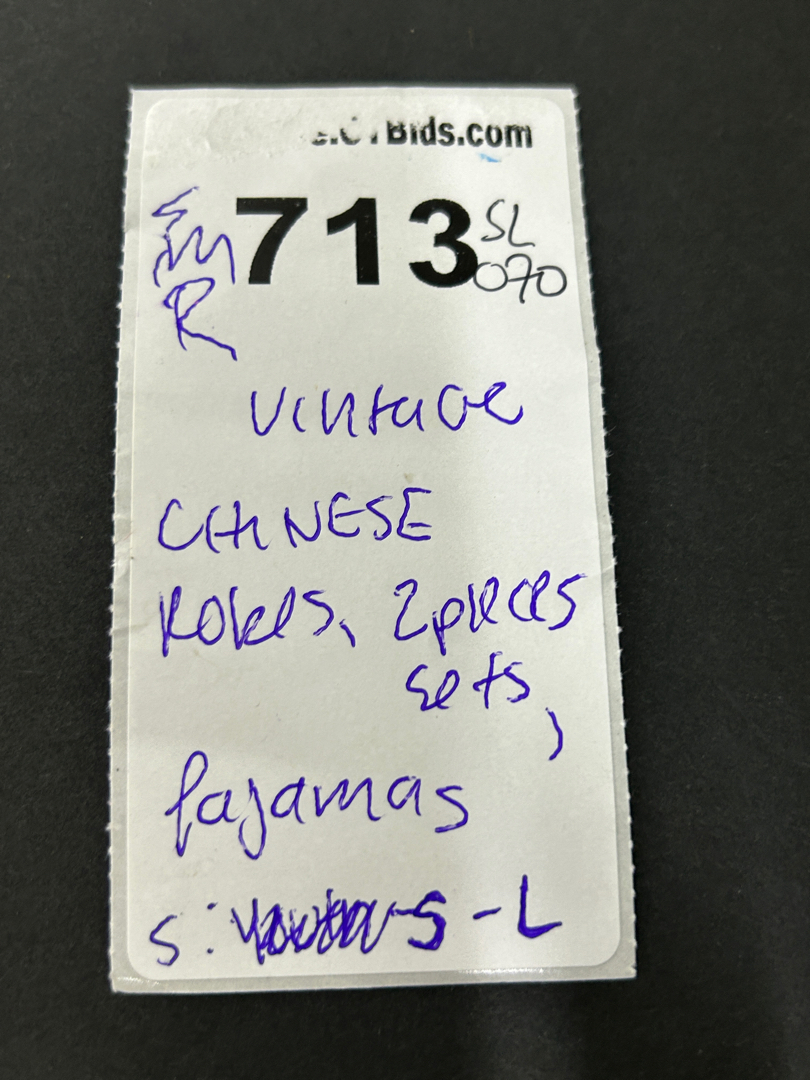 Bids.com
713
SL
070
R
vintage
CHINESE
Robes, 2pieces
sets,
Pajamas
S: S-L